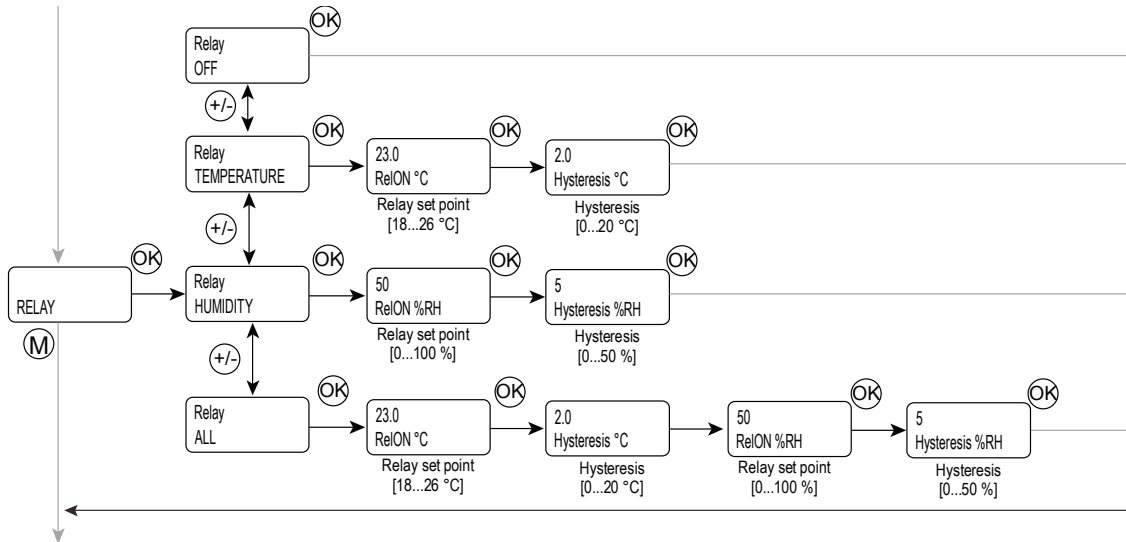 OK
Relay
OFF
+/-
OK
OK
OK
Relay
TEMPERATURE
23.0
RelON °C
2.0
Hysteresis °C
Relay set point
[18...26 °C]
Hysteresis
[0...20 °C]
+/-
OK
OK
OK
OK
RELAY
Relay
HUMIDITY
50
RelON %RH
5
Hysteresis %RH
M
Relay set point
[0...100 %]
Hysteresis
[0...50 %]
+/-
OK
OK
OK
OK
Relay
ALL
23.0
RelON °C
2.0
Hysteresis °C
50
RelON %RH
5
Hysteresis %RH
Relay set point
[18...26 °C]
Hysteresis
[0...20 °C]
Relay set point
[0...100 %]
Hysteresis
[0...50 %]